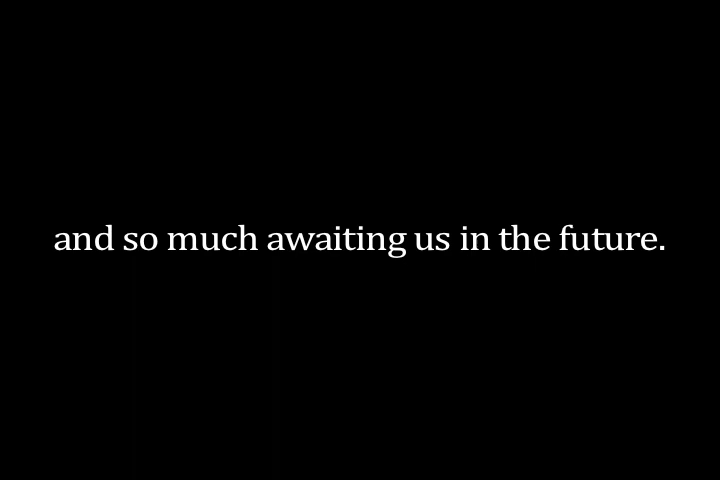 and so much awaiting us in the future.